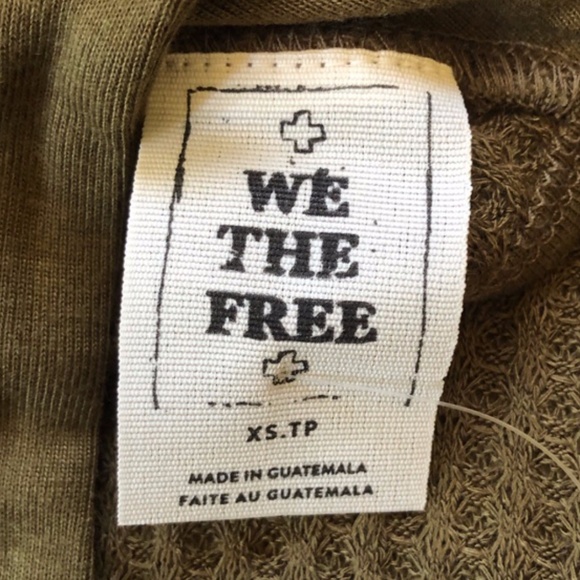 WE
THE
FREE
XS.TP
MADE IN GUATEMALA
FAITE AU GUATEMALA